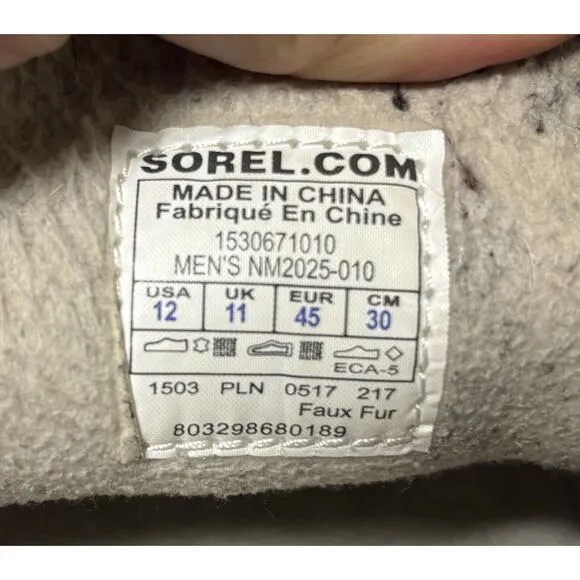 SOREL.COM
MADE IN CHINA
Fabriqué En Chine
1530671010
MEN'S NM2025-010
USA UK EUR CM
12 11 45 30
ECA-5
1503 PLN 0517 217
Faux Fur
803298680189